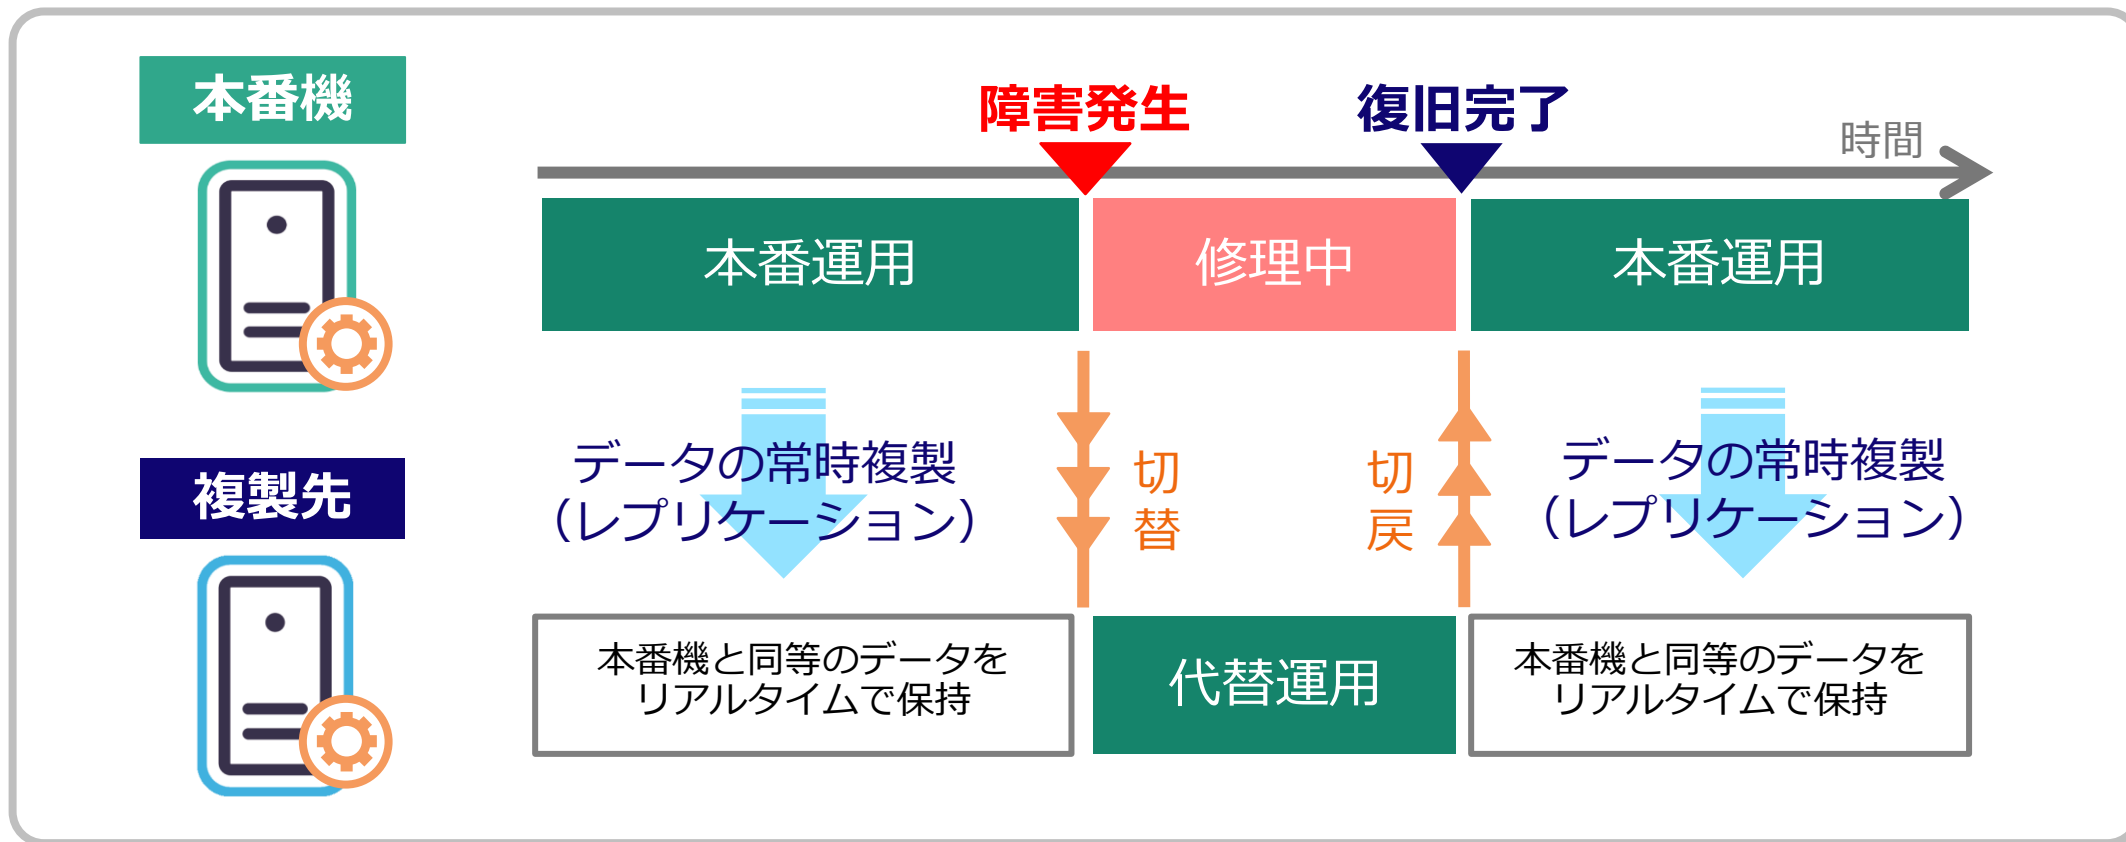 本番機
障害発生
復旧完了
時間
本番運用
修理中
本番運用
データの常時複製
（レプリケーション）
切替
切戻
データの常時複製
（レプリケーション）
複製先
本番機と同等のデータを
リアルタイムで保持
代替運用
本番機と同等のデータを
リアルタイムで保持